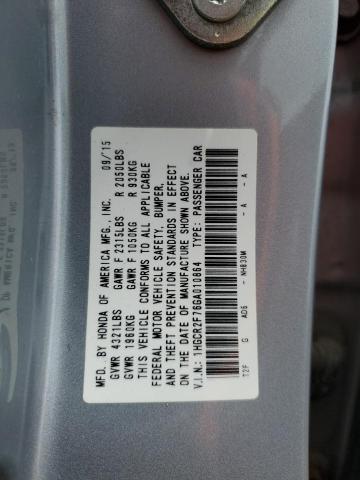 MFD. BY HONDA OF AMERICA MFG., INC. 09/15
GVWR 4321LBS GAWR F 2315LBS R 2050LBS
GVWR 1960KG GAWR F 1050KG R 930KG
THIS VEHICLE CONFORMS TO ALL APPLICABLE
FEDERAL MOTOR VEHICLE SAFETY, BUMPER,
AND THEFT PREVENTION STANDARDS IN EFFECT
ON THE DATE OF MANUFACTURE SHOWN ABOVE.
V.I.N.: 1HGCR2F76GA010864 TYPE: PASSENGER CAR
T2F G AD6 - NH830M - A - A